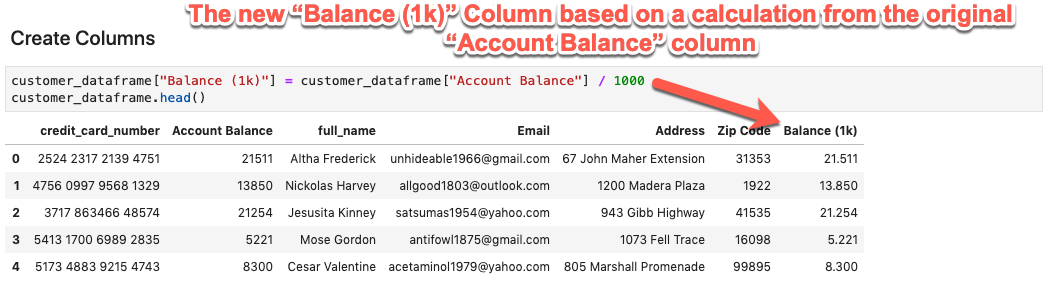 The new “Balance (1k)” Column based on a calculation from the original
“Account Balance” column
Create Columns
customer_dataframe["Balance (1k)"] = customer_dataframe["Account Balance"] / 1000
customer_dataframe.head()
credit_card_number Account Balance full_name Email Address Zip Code Balance (1k)
0 2524 2317 2139 4751 21511 Altha Frederick unhideable1966@gmail.com 67 John Maher Extension 31353 21.511
1 4756 0997 9568 1329 13850 Nickolas Harvey allgood1803@outlook.com 1200 Madera Plaza 1922 13.850
2 3717 863466 48574 21254 Jesusita Kinney satsumas1954@yahoo.com 943 Gibb Highway 41535 21.254
3 5413 1700 6989 2835 5221 Mose Gordon antifowl1875@gmail.com 1073 Fell Trace 16098 5.221
4 5173 4883 9215 4743 8300 Cesar Valentine acetaminol1979@yahoo.com 805 Marshall Promenade 99895 8.300